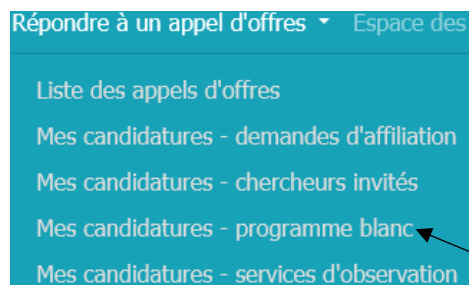 Répondre à un appel d'offres Espace des
Liste des appels d'offres
Mes candidatures - demandes d'affiliation
Mes candidatures - chercheurs invités
Mes candidatures - programme blanc
Mes candidatures - services d'observation